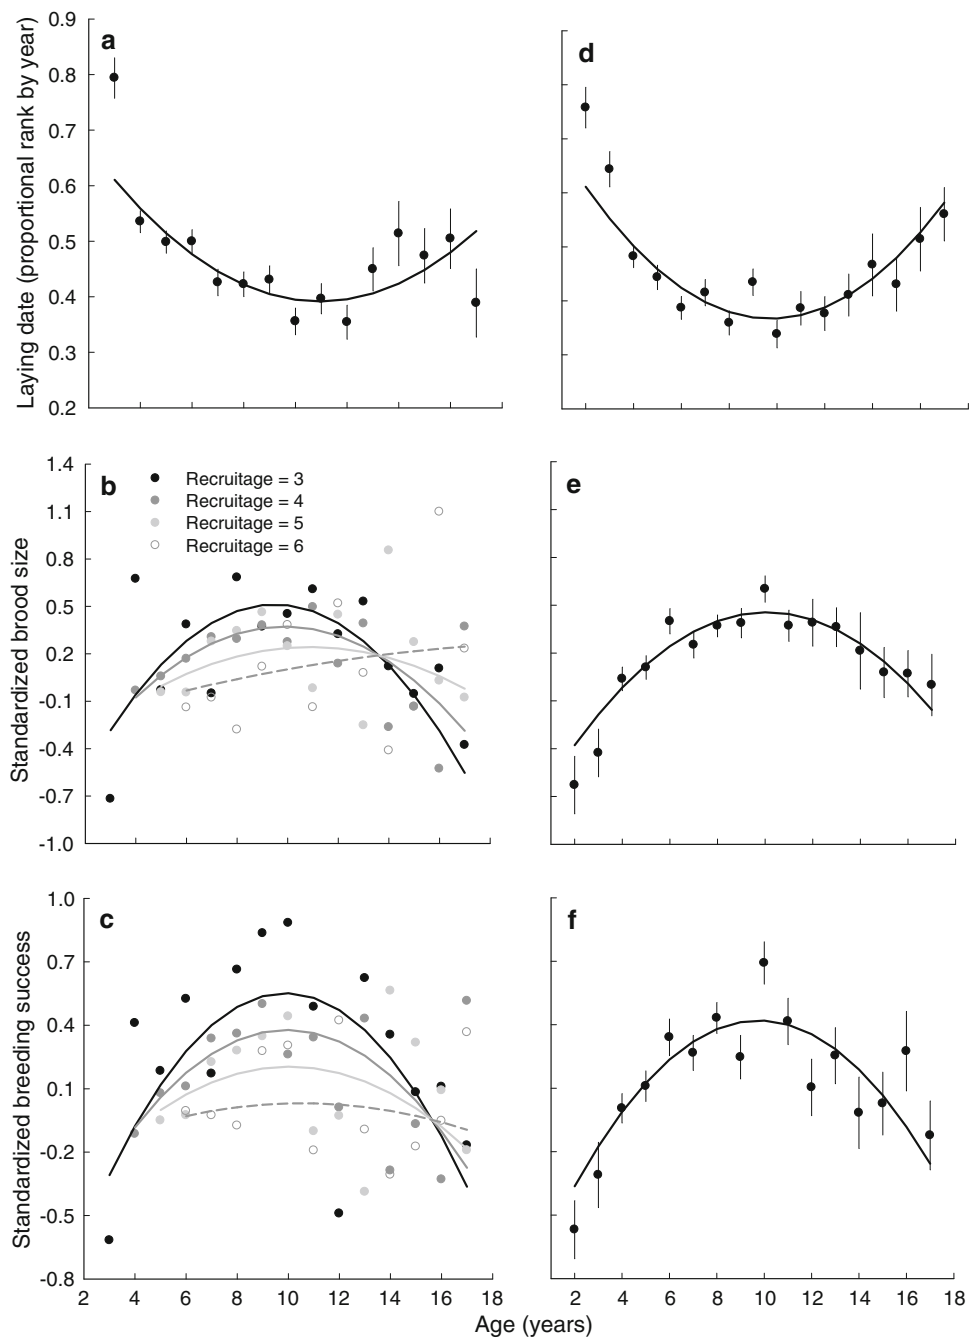 a
d
Laying date (proportional rank by year)
0.9
0.8
0.7
0.6
0.5
0.4
0.3
0.2
b
e
Recruitage = 3
Recruitage = 4
Recruitage = 5
Recruitage = 6
Standardized brood size
1.4
1.1
0.8
0.5
0.2
-0.1
-0.4
-0.7
-1.0
c
f
Standardized breeding success
1.0
0.7
0.4
0.1
-0.2
-0.5
-0.8
2 4 6 8 10 12 14 16 18
2 4 6 8 10 12 14 16 18
Age (years)